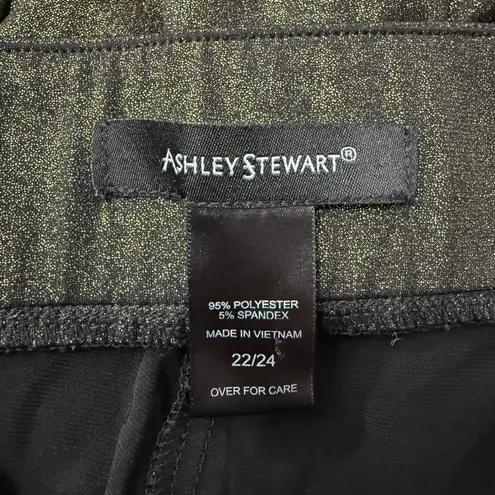 ASHLEY STEWART®
95% POLYESTER
5% SPANDEX
MADE IN VIETNAM
22/24
OVER FOR CARE